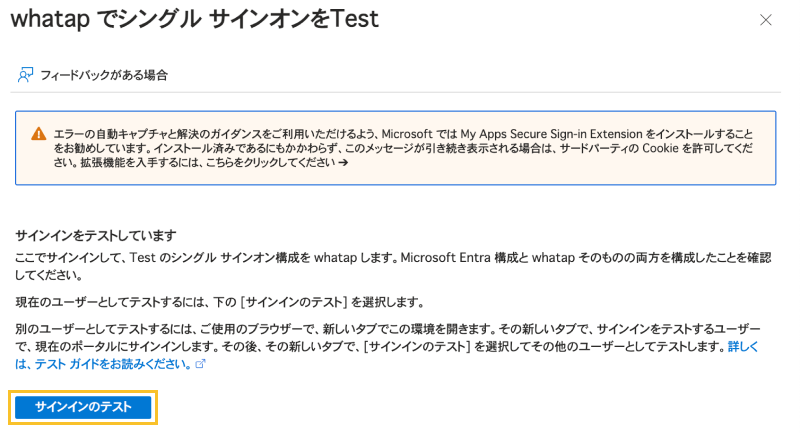 whatap でシングル サインオンをTest
フィードバックがある場合
エラーの自動キャプチャと解決のガイダンスをご利用いただけるよう、Microsoft では My Apps Secure Sign-in Extension をインストールすること
をお勧めしています。インストール済みであるにもかかわらず、このメッセージが引き続き表示される場合は、サードパーティの Cookie を許可してくだ
さい。拡張機能を入手するには、こちらをクリックしてください →
サインインをテストしています
ここでサインインして、Test のシングル サインオン構成を whatap します。Microsoft Entra 構成と whatap そのものの両方を構成したことを確認
してください。
現在のユーザーとしてテストするには、下の [サインインのテスト] を選択します。
別のユーザーとしてテストするには、ご使用のブラウザーで、新しいタブでこの環境を開きます。その新しいタブで、サインインをテストするユーザー
で、現在のポータルにサインインします。その後、その新しいタブで、[サインインのテスト] を選択してその他のユーザーとしてテストします。詳しく
は、テスト ガイドをお読みください。
サインインのテスト